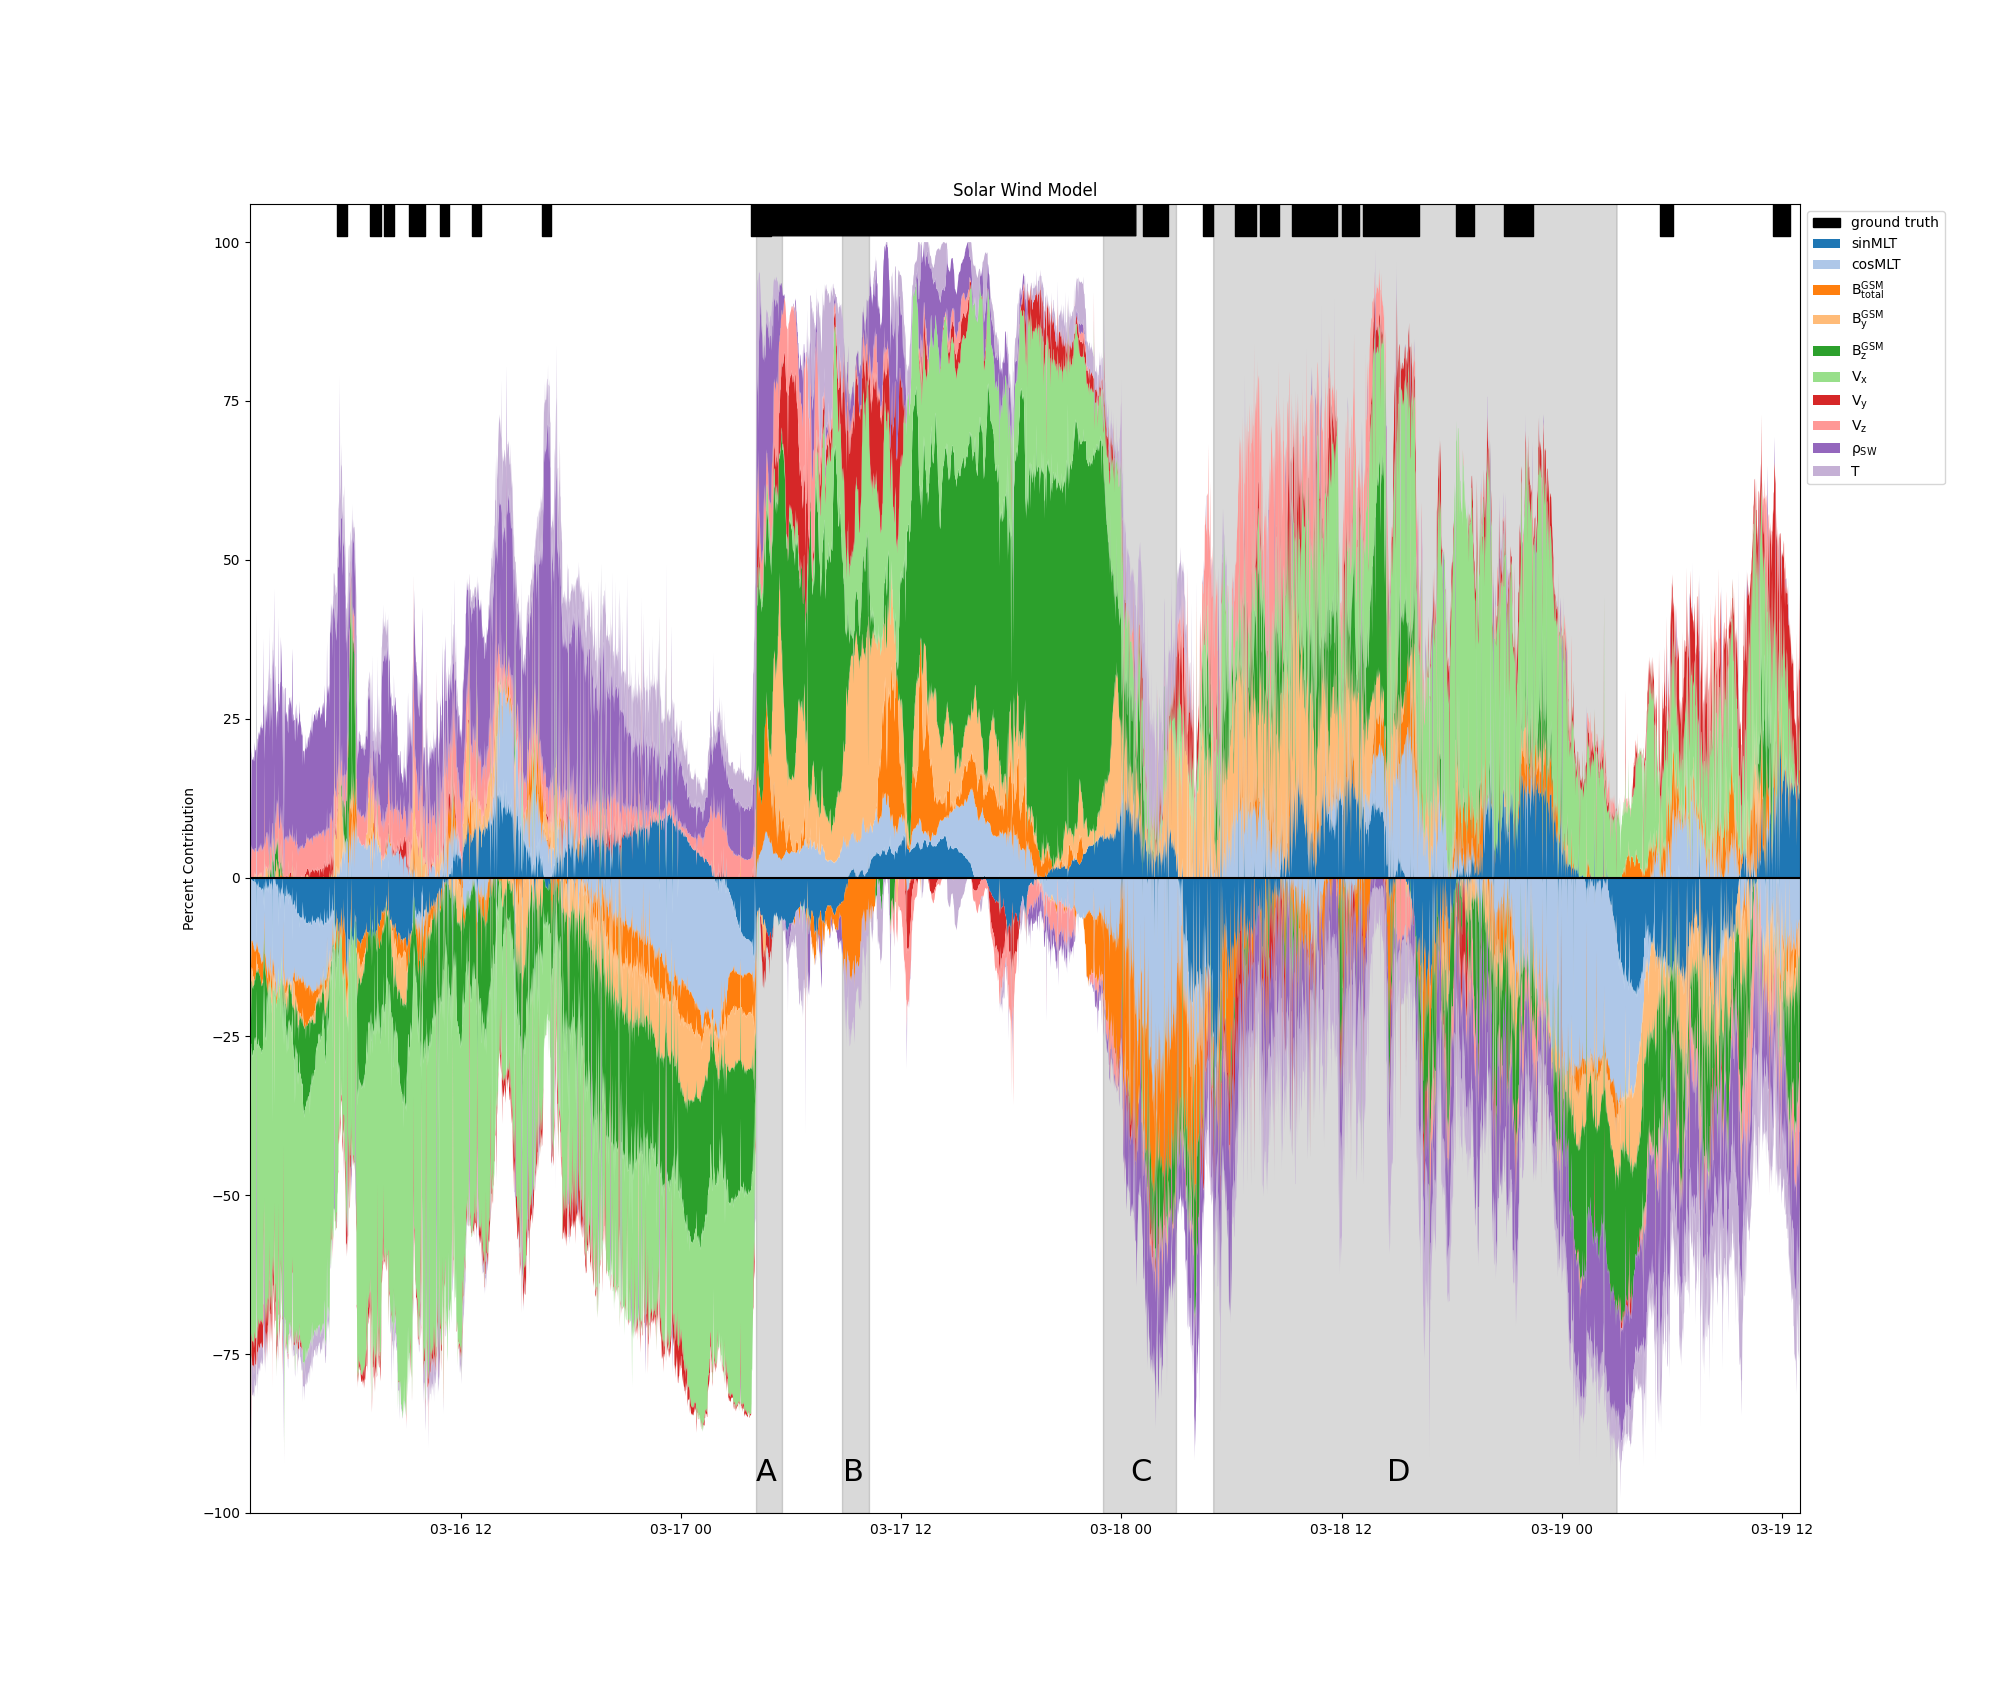 Solar Wind Model
100
75
50
25
0
−25
−50
−75
−100
Percent Contribution
A
B
C
D
03-16 12
03-17 00
03-17 12
03-18 00
03-18 12
03-19 00
03-19 12
ground truth
sinMLT
cosMLT
B_total^GSM
B_y^GSM
B_z^GSM
V_x
V_y
V_z
ρ_SW
T